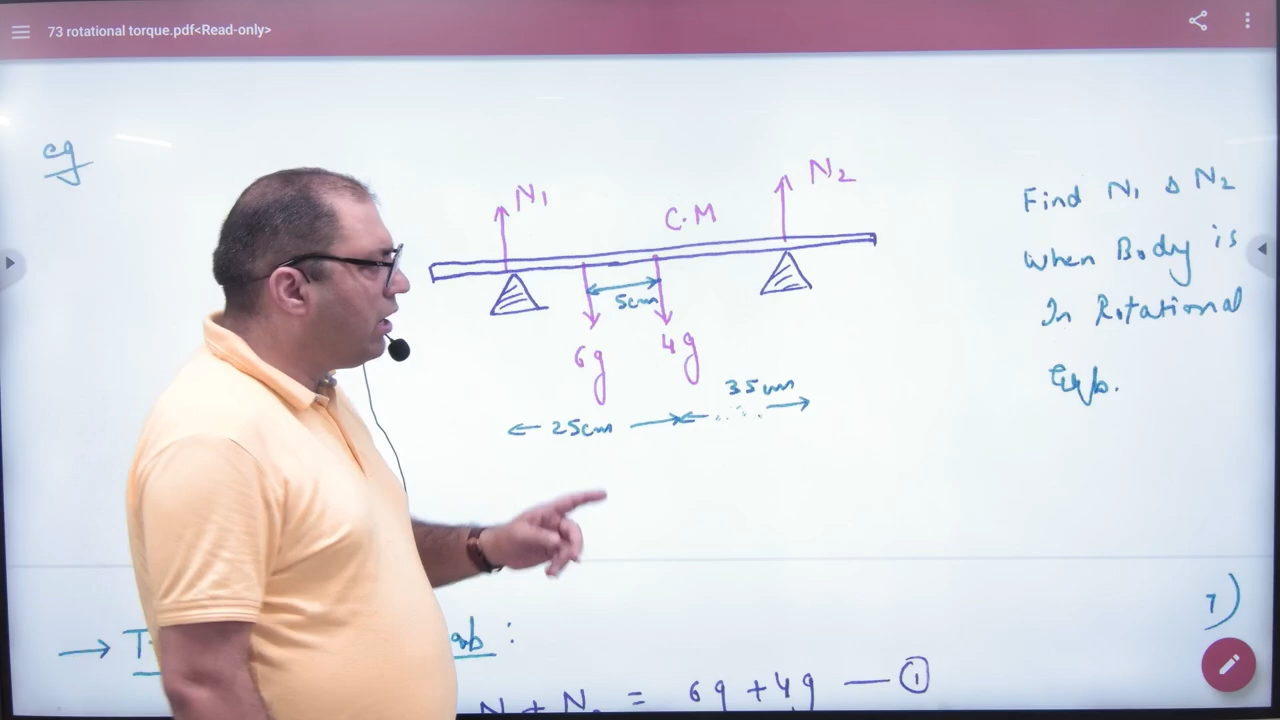 73 rotational torque.pdf<Read-only>
eg
N1
N2
C.M
Find N1 & N2
When Body is
In Rotational
Eqb.
5cm
6g
4g
35cm
25cm
7)
N + N = 6g + 4g — ①